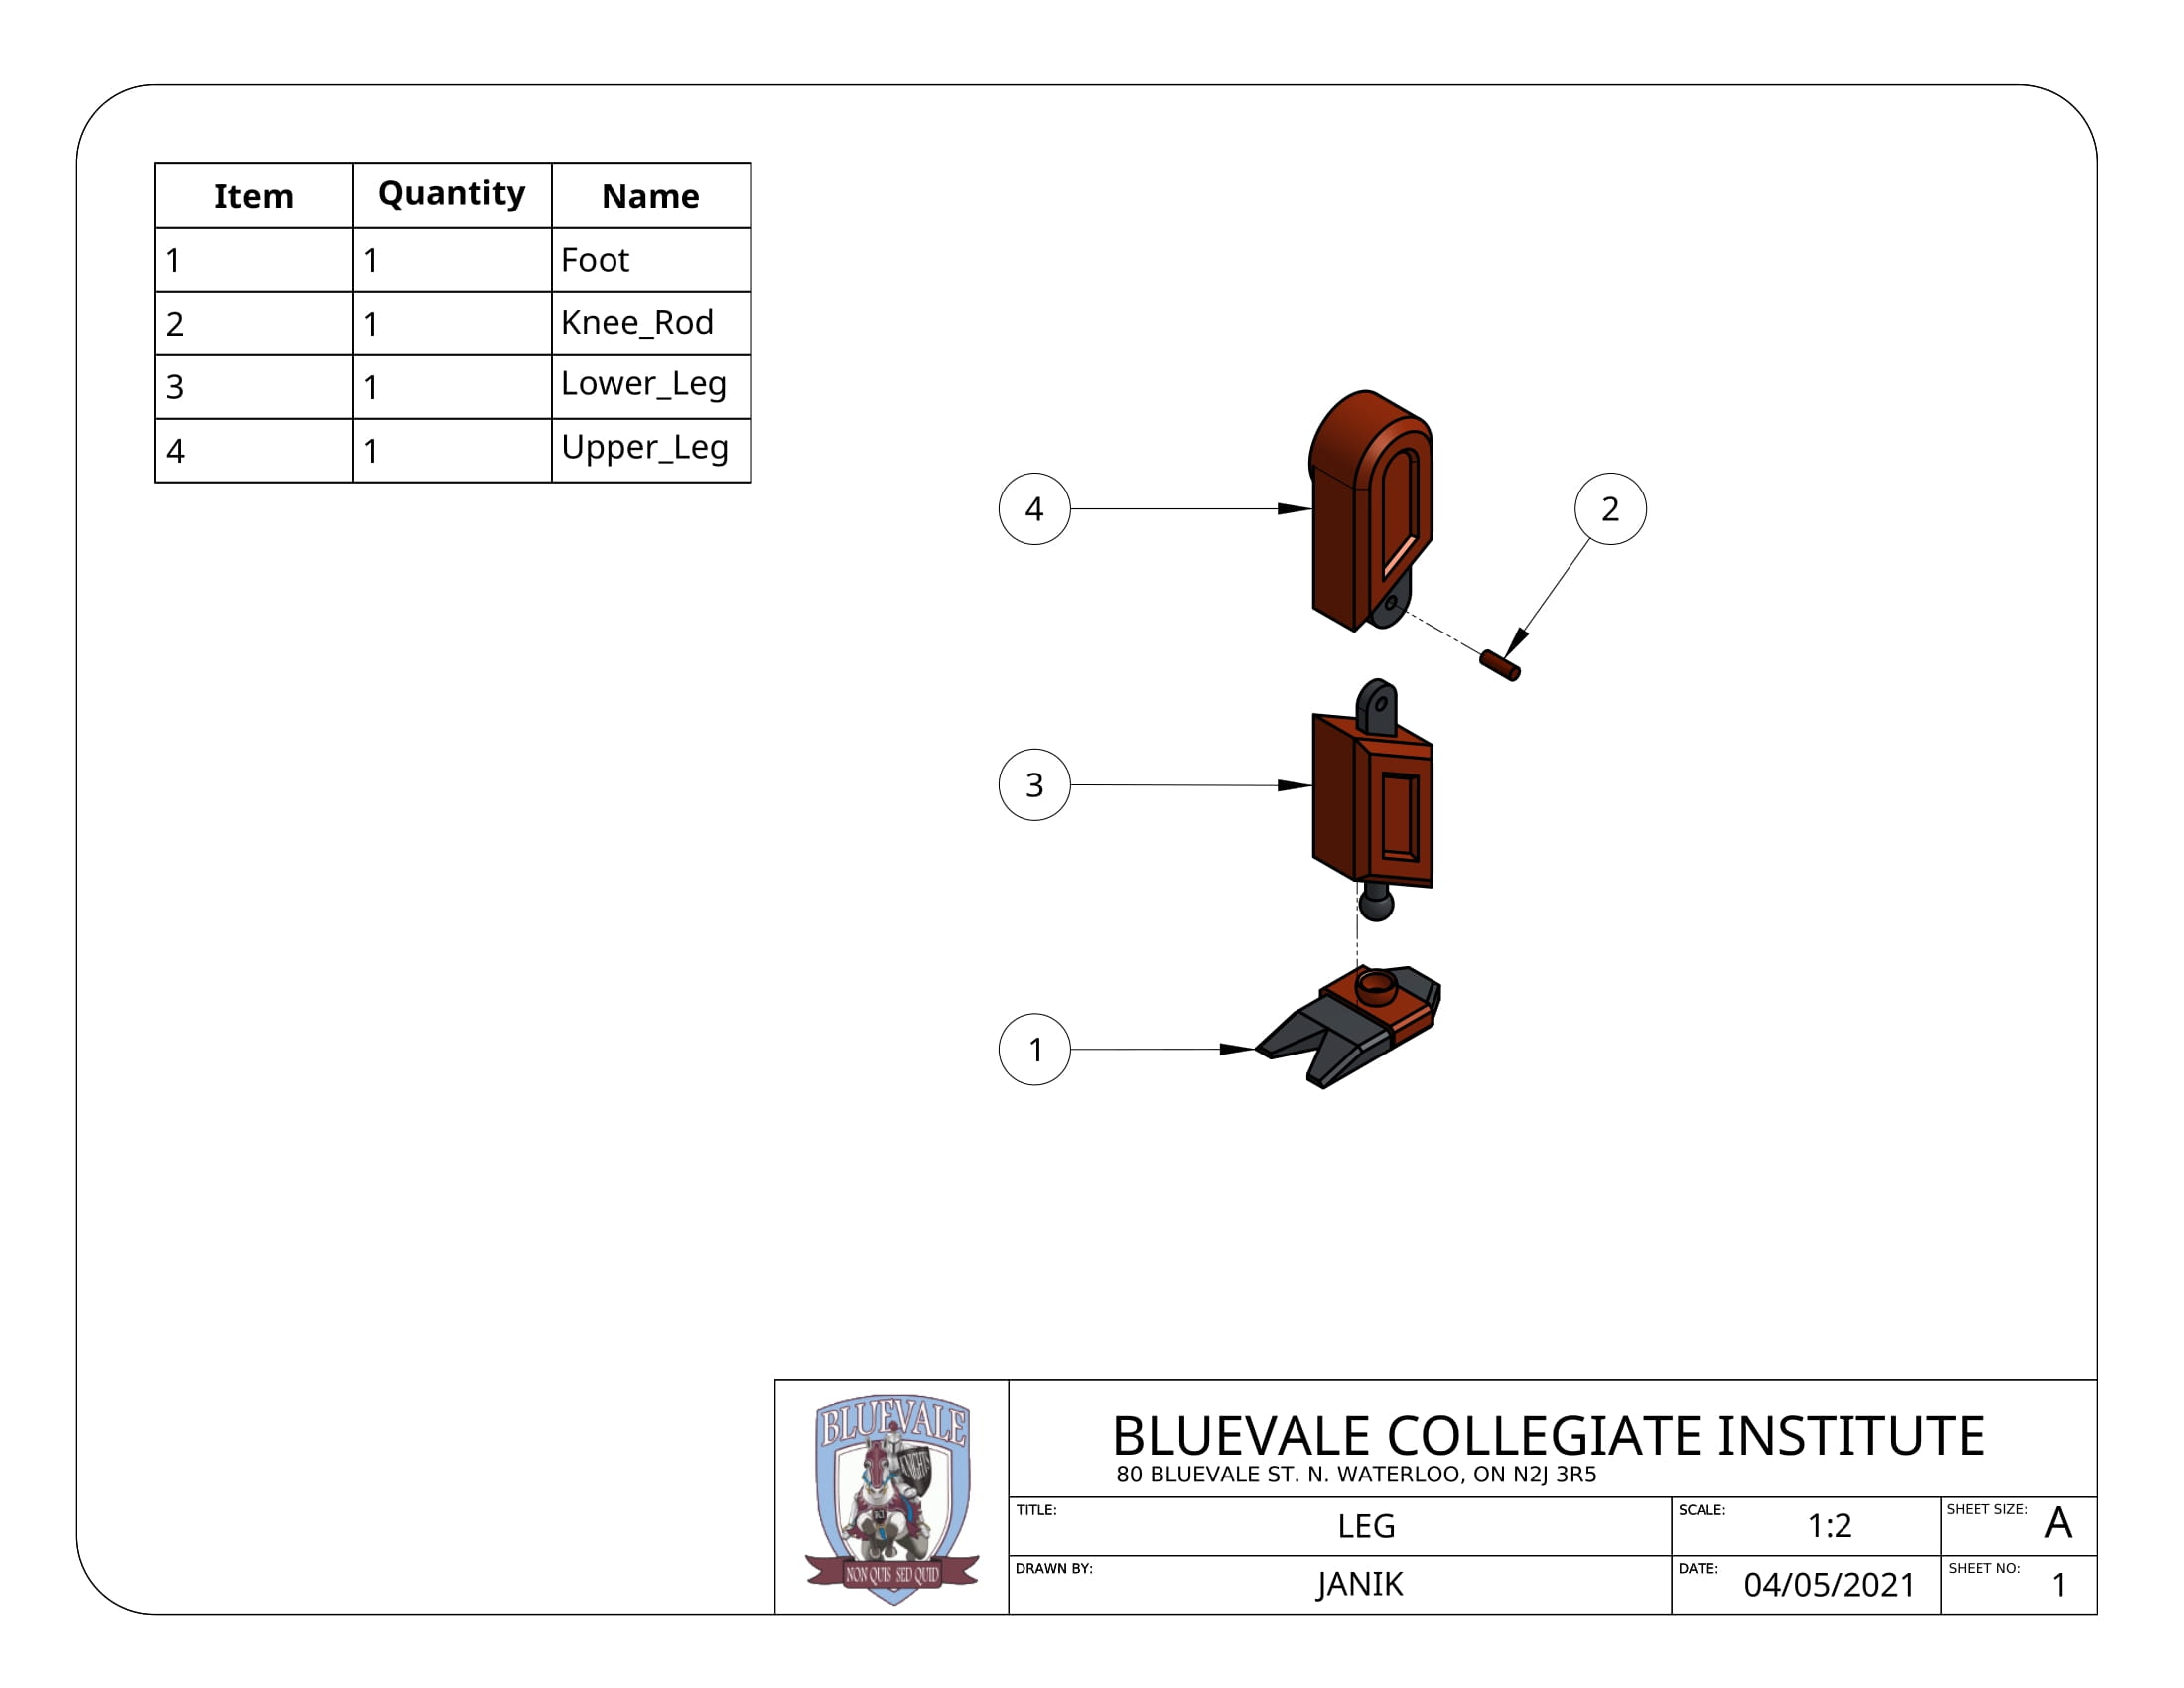 Item Quantity Name
1 1 Foot
2 1 Knee_Rod
3 1 Lower_Leg
4 1 Upper_Leg
4
2
3
1
BLUEVALE
KNIGHTS
BCI
NON QUIS SED QUID
BLUEVALE COLLEGIATE INSTITUTE
80 BLUEVALE ST. N. WATERLOO, ON N2J 3R5
TITLE: LEG SCALE: 1:2 SHEET SIZE: A
DRAWN BY: JANIK DATE: 04/05/2021 SHEET NO: 1